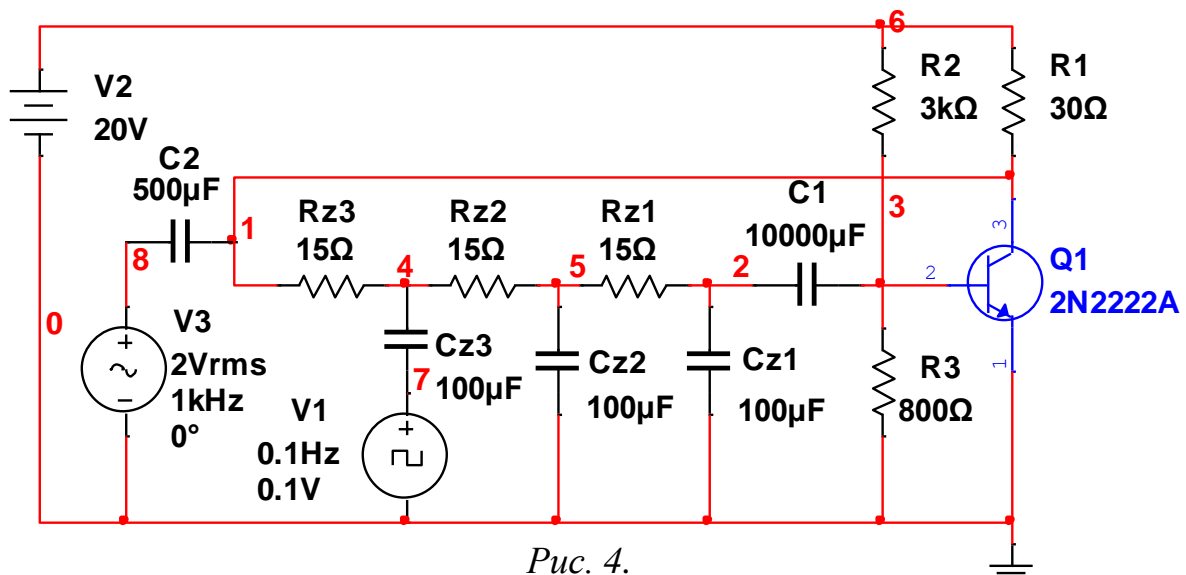 6
V2
20V
R2
3kΩ
R1
30Ω
C2
500µF
8
1
Rz3
15Ω
4
Rz2
15Ω
5
Rz1
15Ω
2
C1
10000µF
3
2
3
1
Q1
2N2222A
0
V3
2Vrms
1kHz
0°
Cz3
100µF
7
V1
0.1Hz
0.1V
Cz2
100µF
Cz1
100µF
R3
800Ω
Рис. 4.